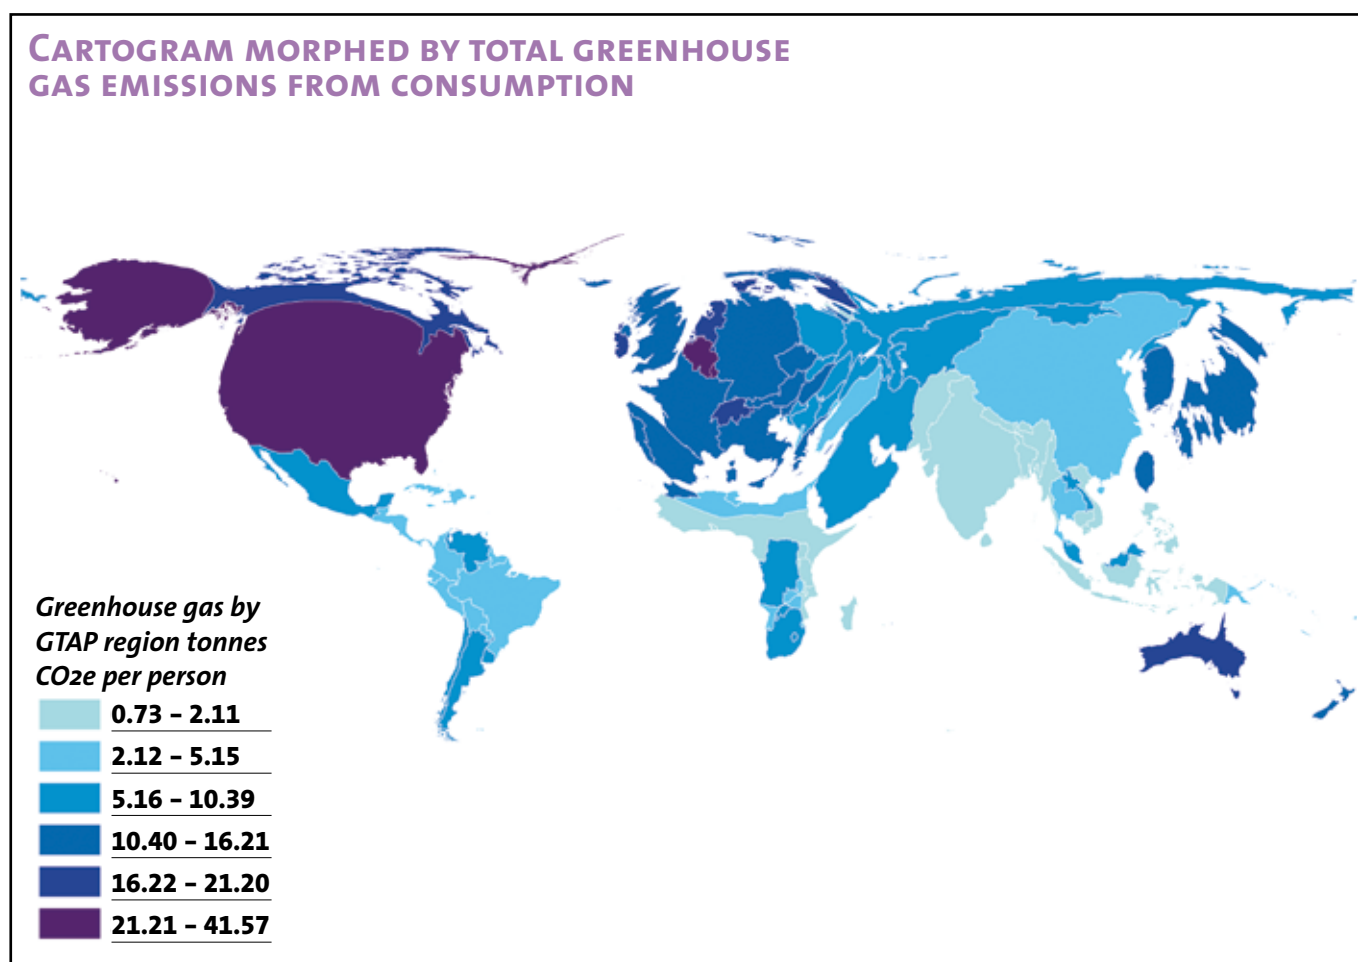 CARTOGRAM MORPHED BY TOTAL GREENHOUSE
GAS EMISSIONS FROM CONSUMPTION
Greenhouse gas by
GTAP region tonnes
CO2e per person
0.73 – 2.11
2.12 – 5.15
5.16 – 10.39
10.40 – 16.21
16.22 – 21.20
21.21 – 41.57